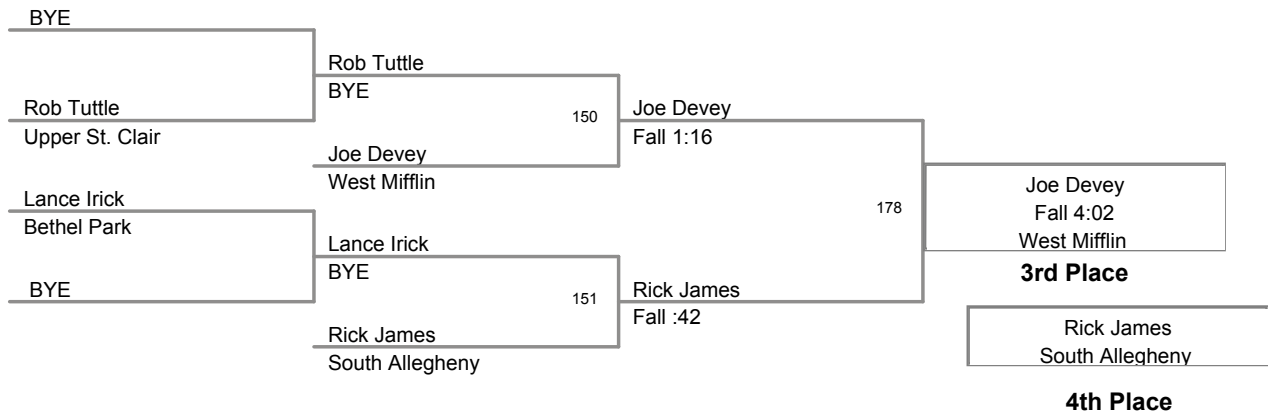 BYE
Rob Tuttle
BYE
Rob Tuttle
Upper St. Clair
150
Joe Devey
Fall 1:16
Joe Devey
West Mifflin
Lance Irick
Bethel Park
178
Joe Devey
Fall 4:02
West Mifflin
3rd Place
Lance Irick
BYE
BYE
151
Rick James
Fall :42
Rick James
South Allegheny
Rick James
South Allegheny
4th Place